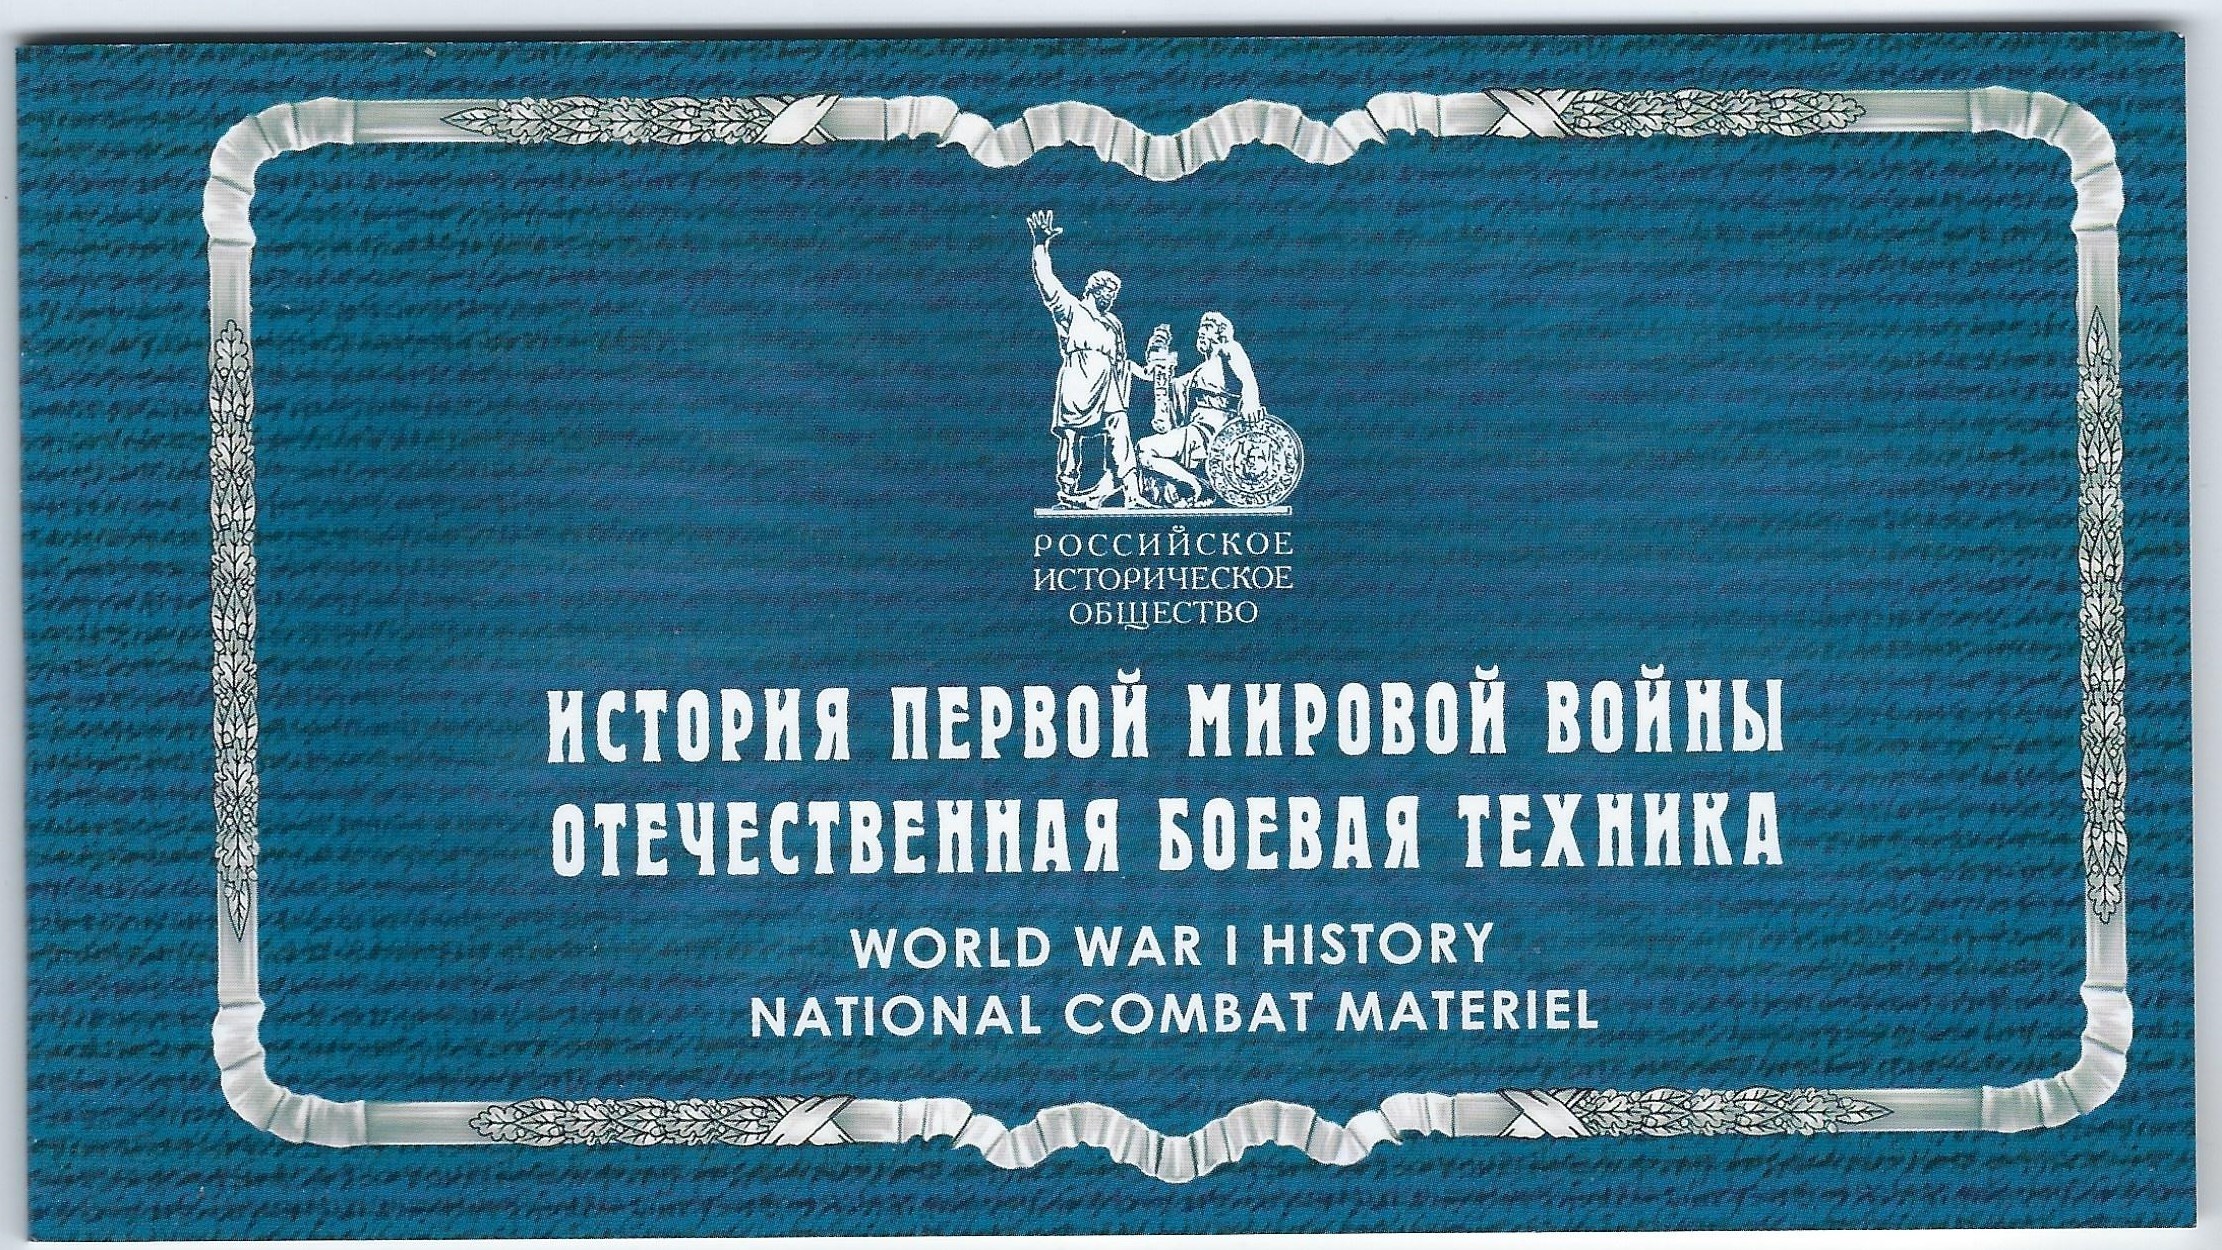 РОССИЙСКОЕ
ИСТОРИЧЕСКОЕ
ОБЩЕСТВО
ИСТОРИЯ ПЕРВОЙ МИРОВОЙ ВОЙНЫ
ОТЕЧЕСТВЕННАЯ БОЕВАЯ ТЕХНИКА
WORLD WAR I HISTORY
NATIONAL COMBAT MATERIEL